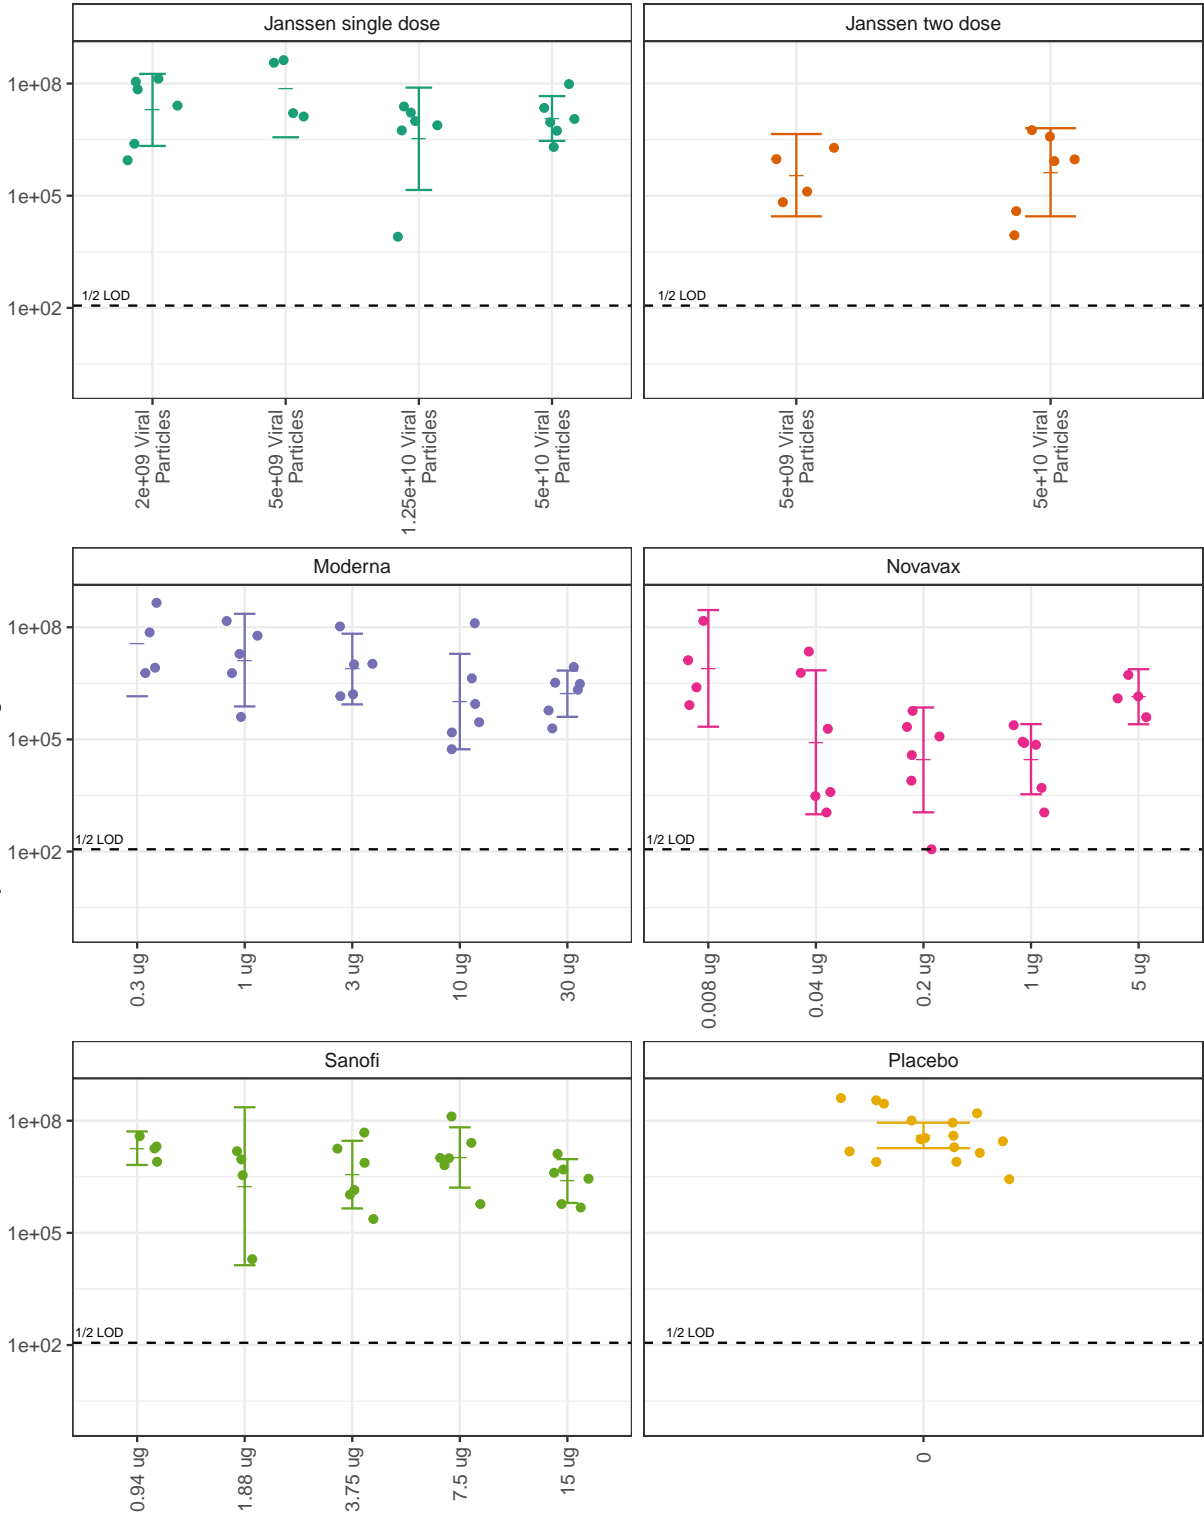 Janssen single dose
Janssen two dose
1e+08
1e+05
1e+02
1/2 LOD
1/2 LOD
2e+09 Viral
Particles
5e+09 Viral
Particles
1.25e+10 Viral
Particles
5e+10 Viral
Particles
5e+09 Viral
Particles
5e+10 Viral
Particles
Moderna
Novavax
1e+08
1e+05
1e+02
1/2 LOD
1/2 LOD
0.3 ug
1 ug
3 ug
10 ug
30 ug
0.008 ug
0.04 ug
0.2 ug
1 ug
5 ug
Sanofi
Placebo
1e+08
1e+05
1e+02
1/2 LOD
1/2 LOD
0.94 ug
1.88 ug
3.75 ug
7.5 ug
15 ug
0